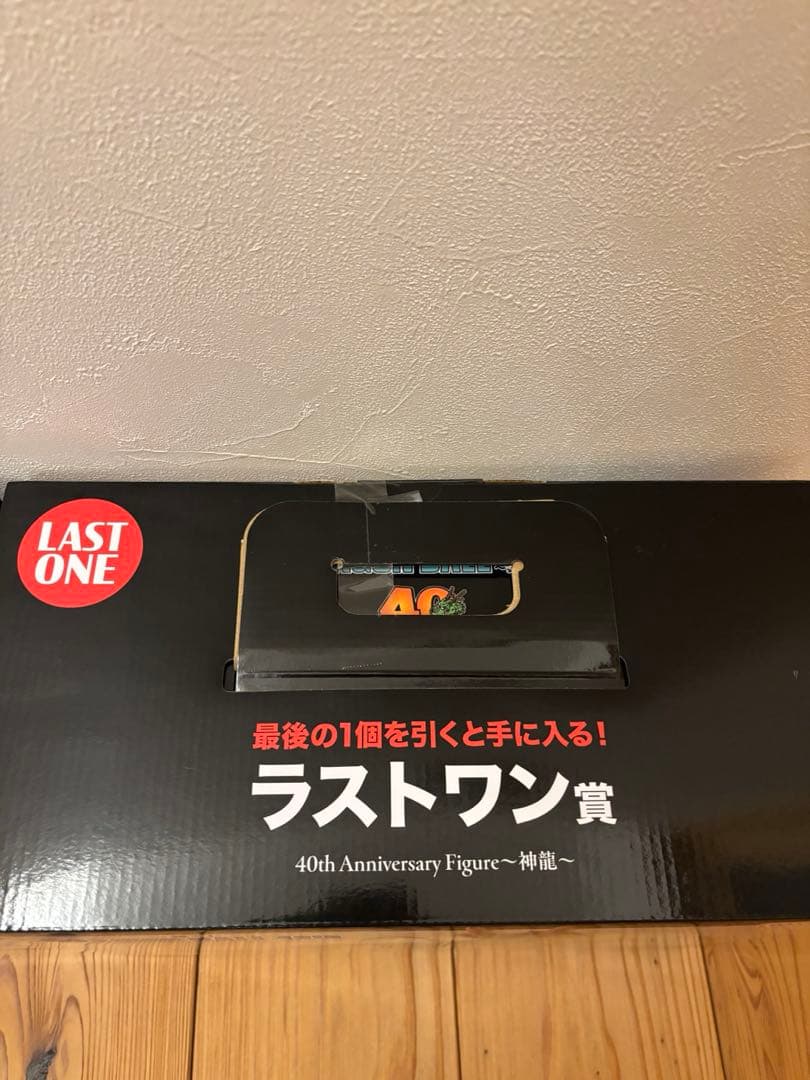 LAST
ONE
40
最後の1個を引くと手に入る!
ラストワン賞
40th Anniversary Figure～神龍～